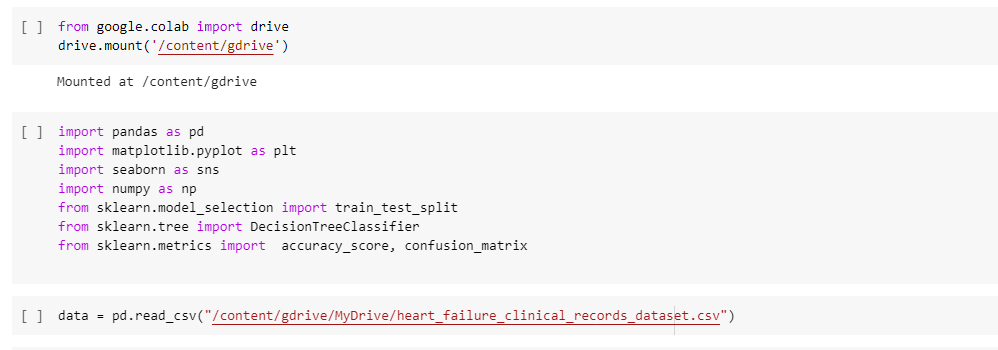 [ ] from google.colab import drive
drive.mount('/content/gdrive')
Mounted at /content/gdrive
[ ] import pandas as pd
import matplotlib.pyplot as plt
import seaborn as sns
import numpy as np
from sklearn.model_selection import train_test_split
from sklearn.tree import DecisionTreeClassifier
from sklearn.metrics import  accuracy_score, confusion_matrix
[ ] data = pd.read_csv("/content/gdrive/MyDrive/heart_failure_clinical_records_dataset.csv")